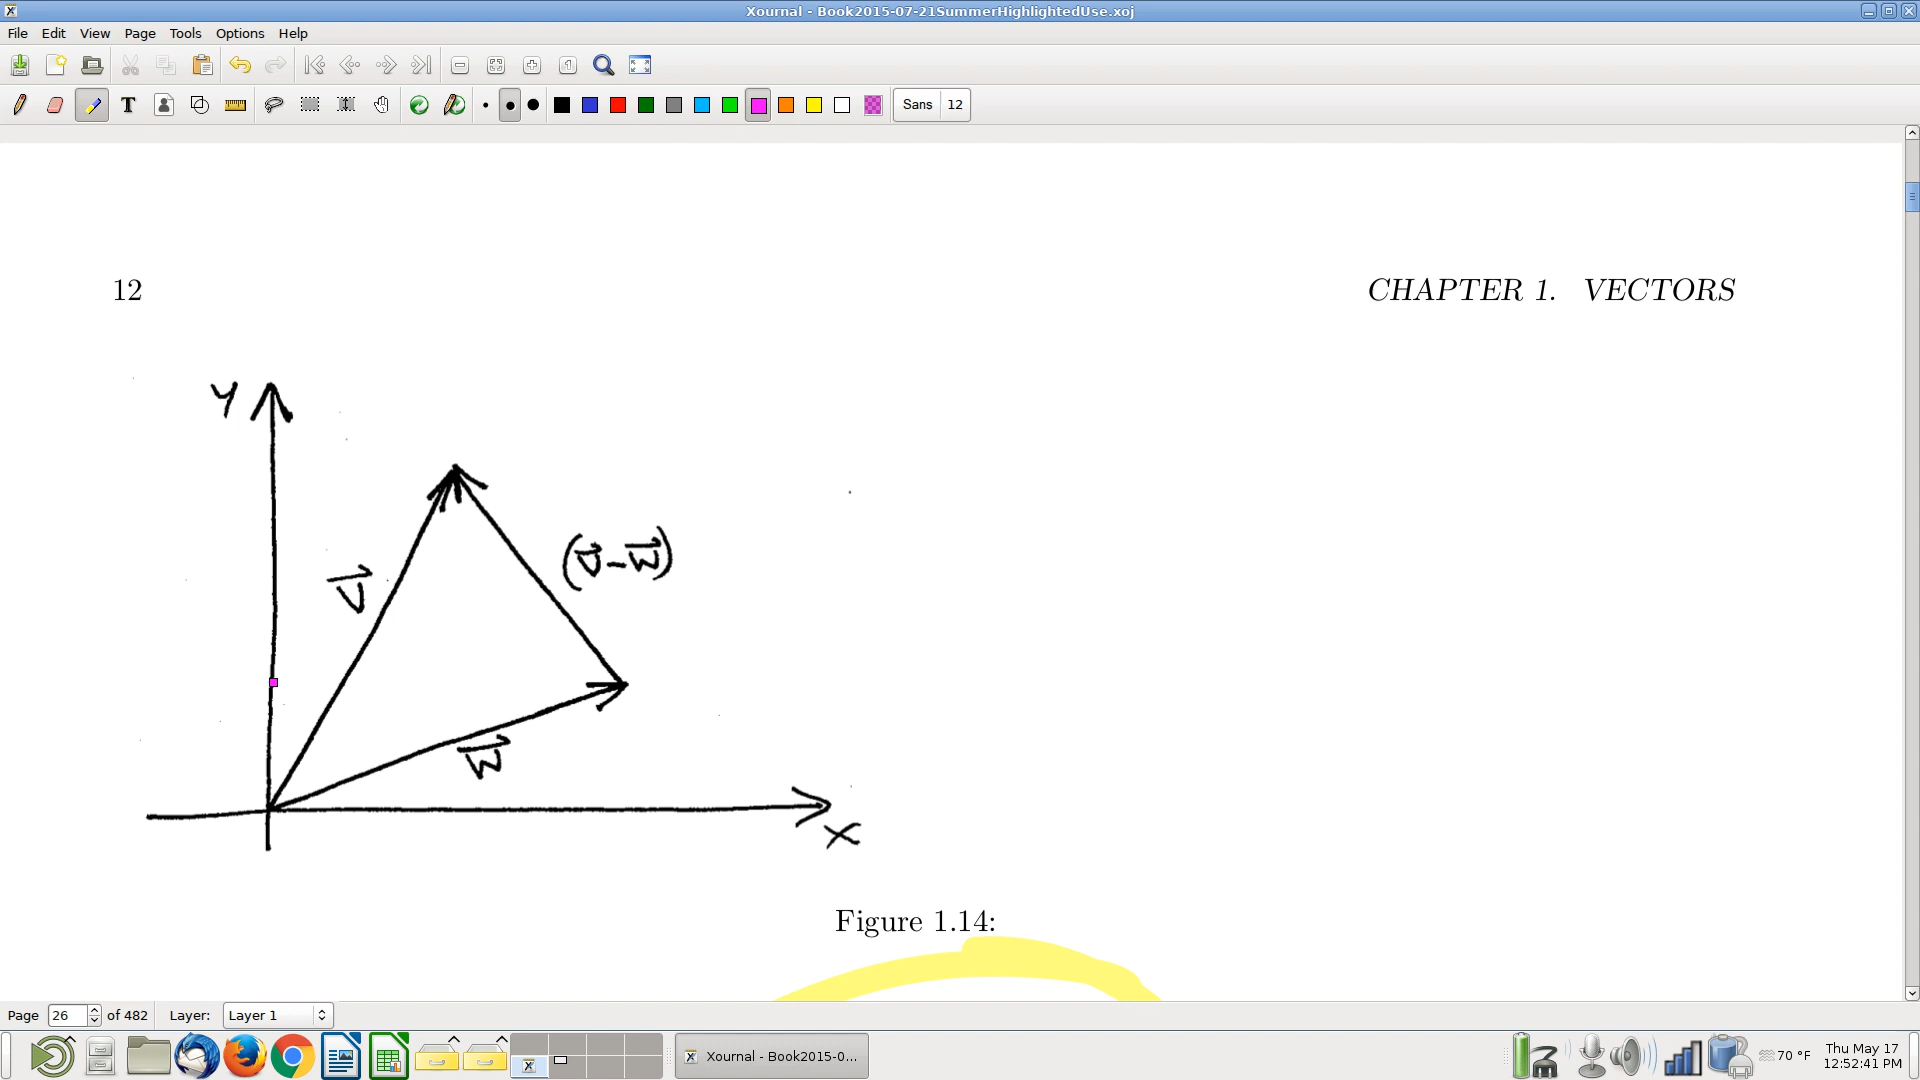 Xournal - Book2015-07-21SummerHighlightedUse.xoj
File Edit View Page Tools Options Help
Sans 12
12 CHAPTER 1. VECTORS
Y
(v⃗-w⃗)
v⃗
w⃗
X
Figure 1.14:
Page 26 of 482 Layer: Layer 1
Xournal - Book2015-0...
70 °F
Thu May 17
12:52:41 PM